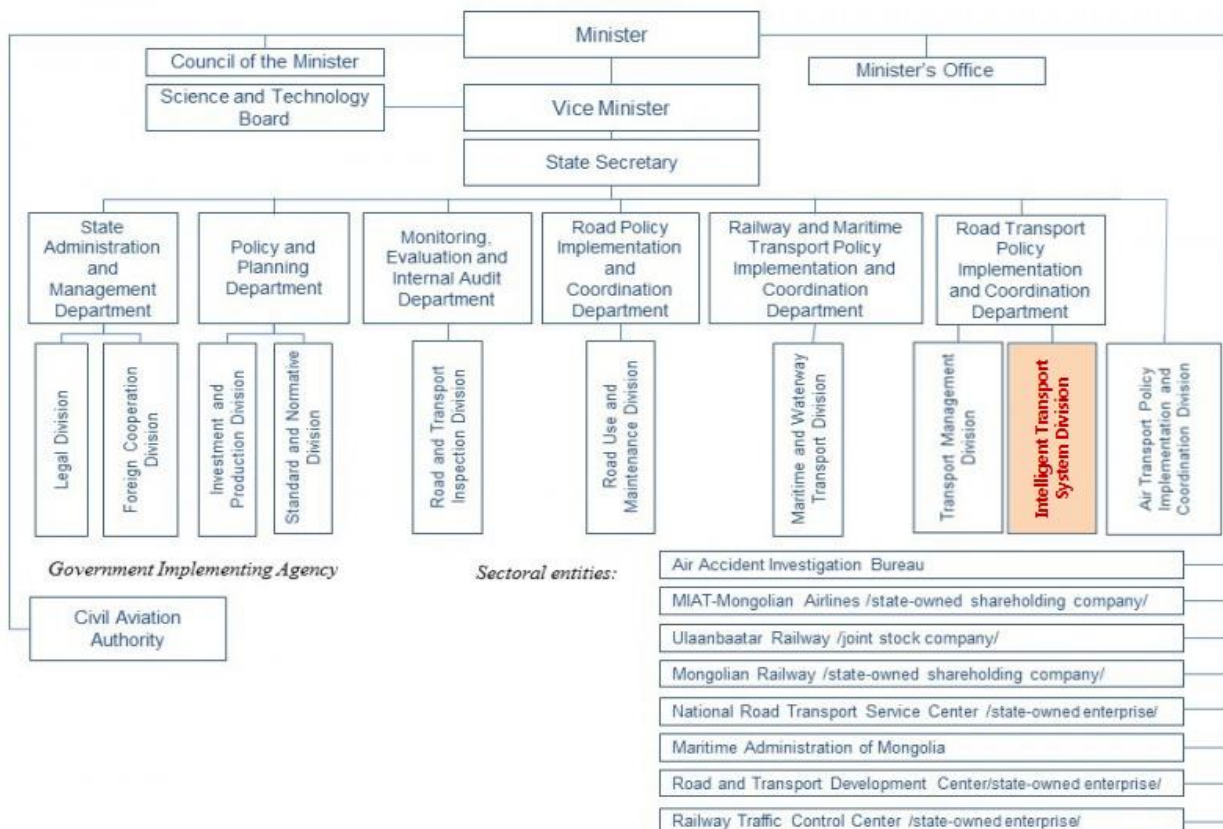 Minister
Council of the Minister
Minister's Office
Science and Technology
Board
Vice Minister
State Secretary
State
Administration
and
Management
Department
Policy and
Planning
Department
Monitoring,
Evaluation and
Internal Audit
Department
Road Policy
Implementation
and
Coordination
Department
Railway and Maritime
Transport Policy
Implementation and
Coordination
Department
Road Transport
Policy
Implementation
and Coordination
Department
Legal Division
Foreign Cooperation
Division
Investment and
Production Division
Standard and Normative
Division
Road and Transport
Inspection Division
Road Use and
Maintenance Division
Maritime and Waterway
Transport Division
Transport Management
Division
Intelligent Transport
System Division
Air Transport Policy
Implementation and
Coordination Division
Government Implementing Agency
Civil Aviation
Authority
Sectoral entities:
Air Accident Investigation Bureau
MIAT-Mongolian Airlines /state-owned shareholding company/
Ulaanbaatar Railway /joint stock company/
Mongolian Railway /state-owned shareholding company/
National Road Transport Service Center /state-owned enterprise/
Maritime Administration of Mongolia
Road and Transport Development Center/state-owned enterprise/
Railway Traffic Control Center /state-owned enterprise/